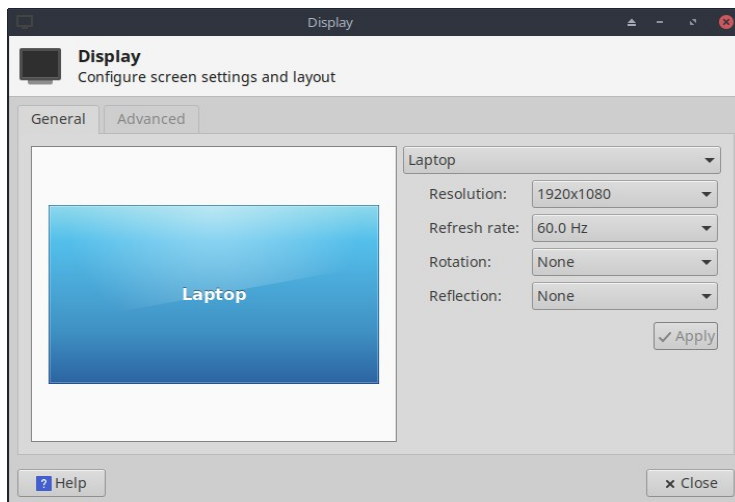 Display
Display
Configure screen settings and layout
General
Advanced
Laptop
Laptop
Resolution: 1920x1080
Refresh rate: 60.0 Hz
Rotation: None
Reflection: None
Apply
? Help
Close